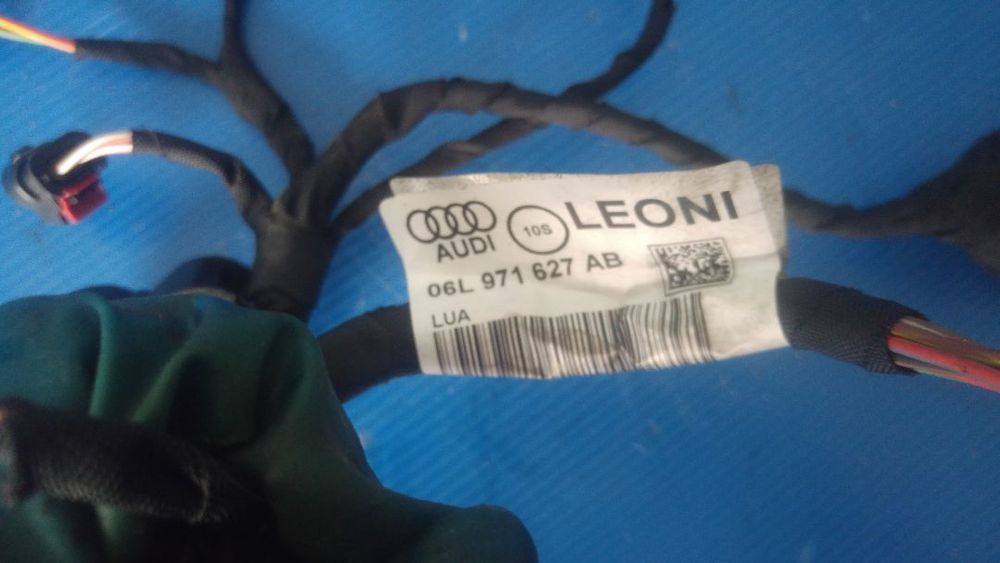 AUDI 10S LEONI
06L 971 627 AB
LUA